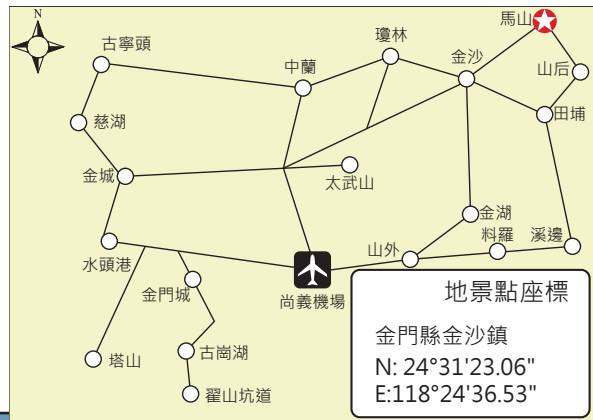 N
馬山
瓊林
古寧頭
中蘭
金沙
山后
慈湖
田埔
金城
太武山
金湖
水頭港
山外
料羅
溪邊
金門城
尚義機場
塔山
古崗湖
翟山坑道
地景點座標
金門縣金沙鎮
N: 24°31'23.06"
E:118°24'36.53"